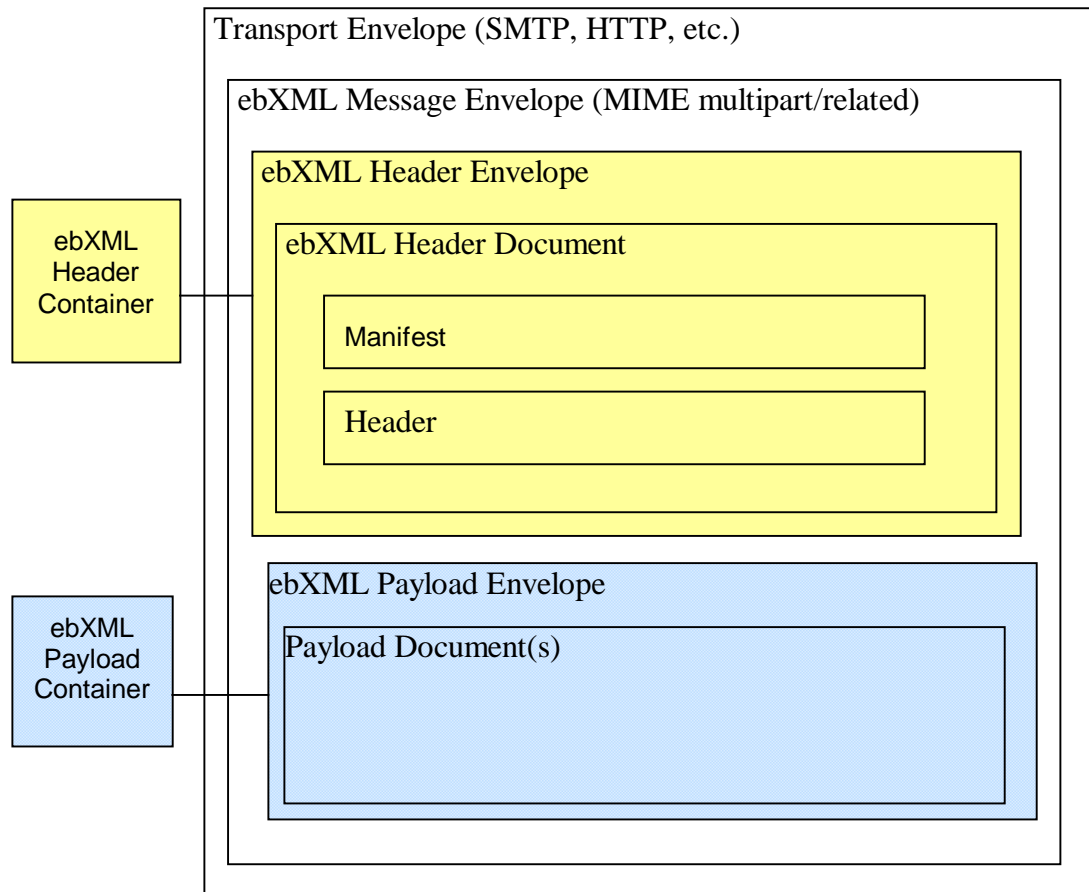 Transport Envelope (SMTP, HTTP, etc.)
ebXML Message Envelope (MIME multipart/related)
ebXML Header Envelope
ebXML Header Document
Manifest
Header
ebXML
Header
Container
ebXML Payload Envelope
Payload Document(s)
ebXML
Payload
Container